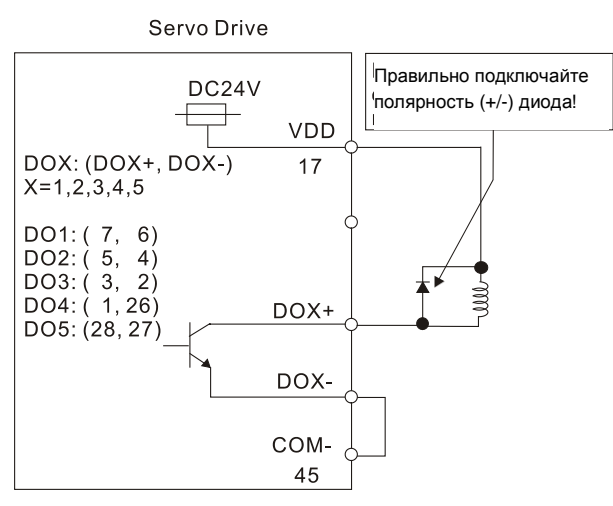 Servo Drive
DC24V
Правильно подключайте
полярность (+/-) диода!
VDD
17
DOX: (DOX+, DOX-)
X=1,2,3,4,5
DO1: ( 7, 6)
DO2: ( 5, 4)
DO3: ( 3, 2)
DO4: ( 1, 26)
DO5: (28, 27)
DOX+
DOX-
COM-
45